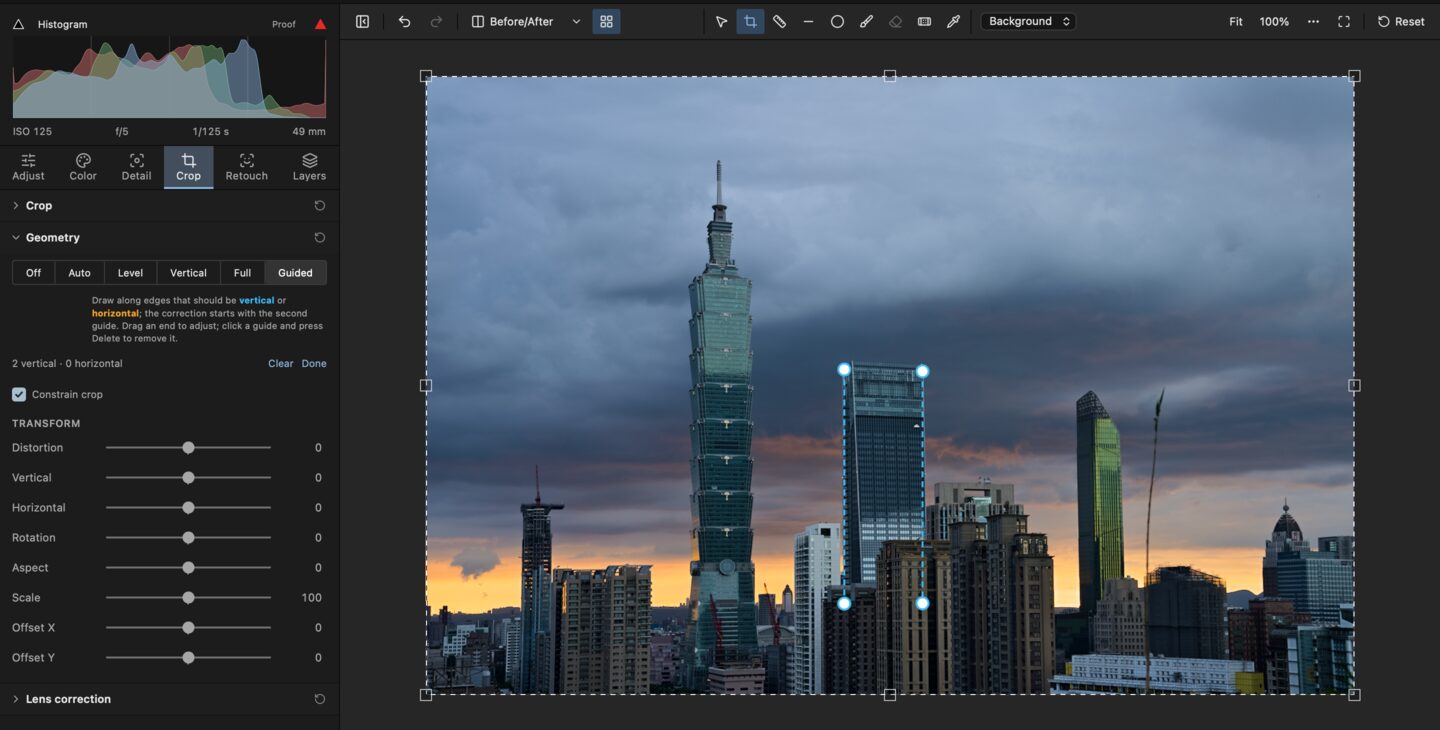 Histogram
Proof
ISO 125 f/5 1/125 s 49 mm
Adjust Color Detail Crop Retouch Layers
Crop
Geometry
Off Auto Level Vertical Full Guided
Draw along edges that should be vertical or
horizontal; the correction starts with the second
guide. Drag an end to adjust; click a guide and press
Delete to remove it.
2 vertical · 0 horizontal Clear Done
Constrain crop
TRANSFORM
Distortion 0
Vertical 0
Horizontal 0
Rotation 0
Aspect 0
Scale 100
Offset X 0
Offset Y 0
Lens correction
Before/After
Background
Fit 100% ··· Reset